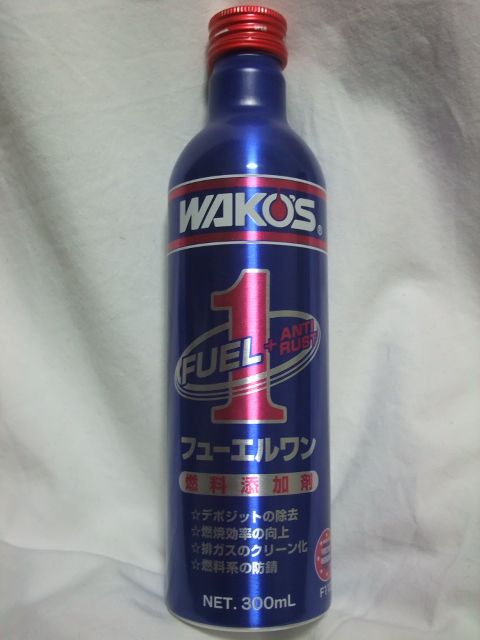 WAKO'S®
1
FUEL + ANTI RUST
フューエルワン
燃料添加剤
☆デポジットの除去
☆燃焼効率の向上
☆排ガスのクリーン化
☆燃料系の防錆
NET. 300mL